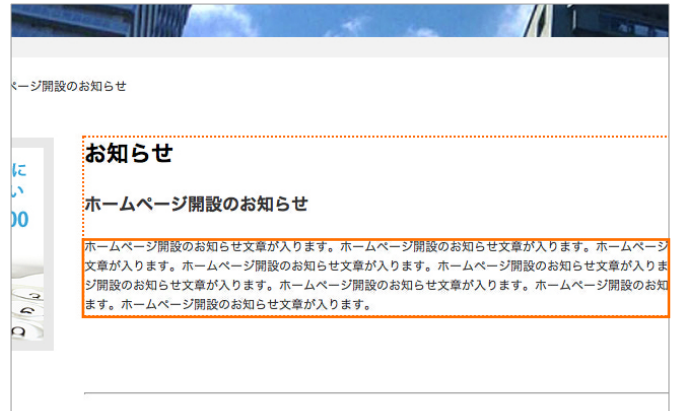 ページ開設のお知らせ
に
い
00
お知らせ
ホームページ開設のお知らせ
ホームページ開設のお知らせ文章が入ります。ホームページ開設のお知らせ文章が入ります。ホームページ
文章が入ります。ホームページ開設のお知らせ文章が入ります。ホームページ開設のお知らせ文章が入りま
ジ開設のお知らせ文章が入ります。ホームページ開設のお知らせ文章が入ります。ホームページ開設のお知
ます。ホームページ開設のお知らせ文章が入ります。